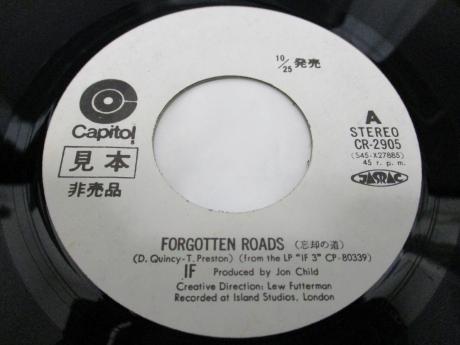 10/25 発売
Capitol
®
見本
非売品
A
STEREO
CR-2905
(S45-X27885)
45 r.p.m.
JASRAC
FORGOTTEN ROADS (忘却の道)
(D. Quincy-T. Preston) (from the LP "IF 3" CP-80339)
IF Produced by Jon Child
Creative Direction: Lew Futterman
Recorded at Island Studios, London